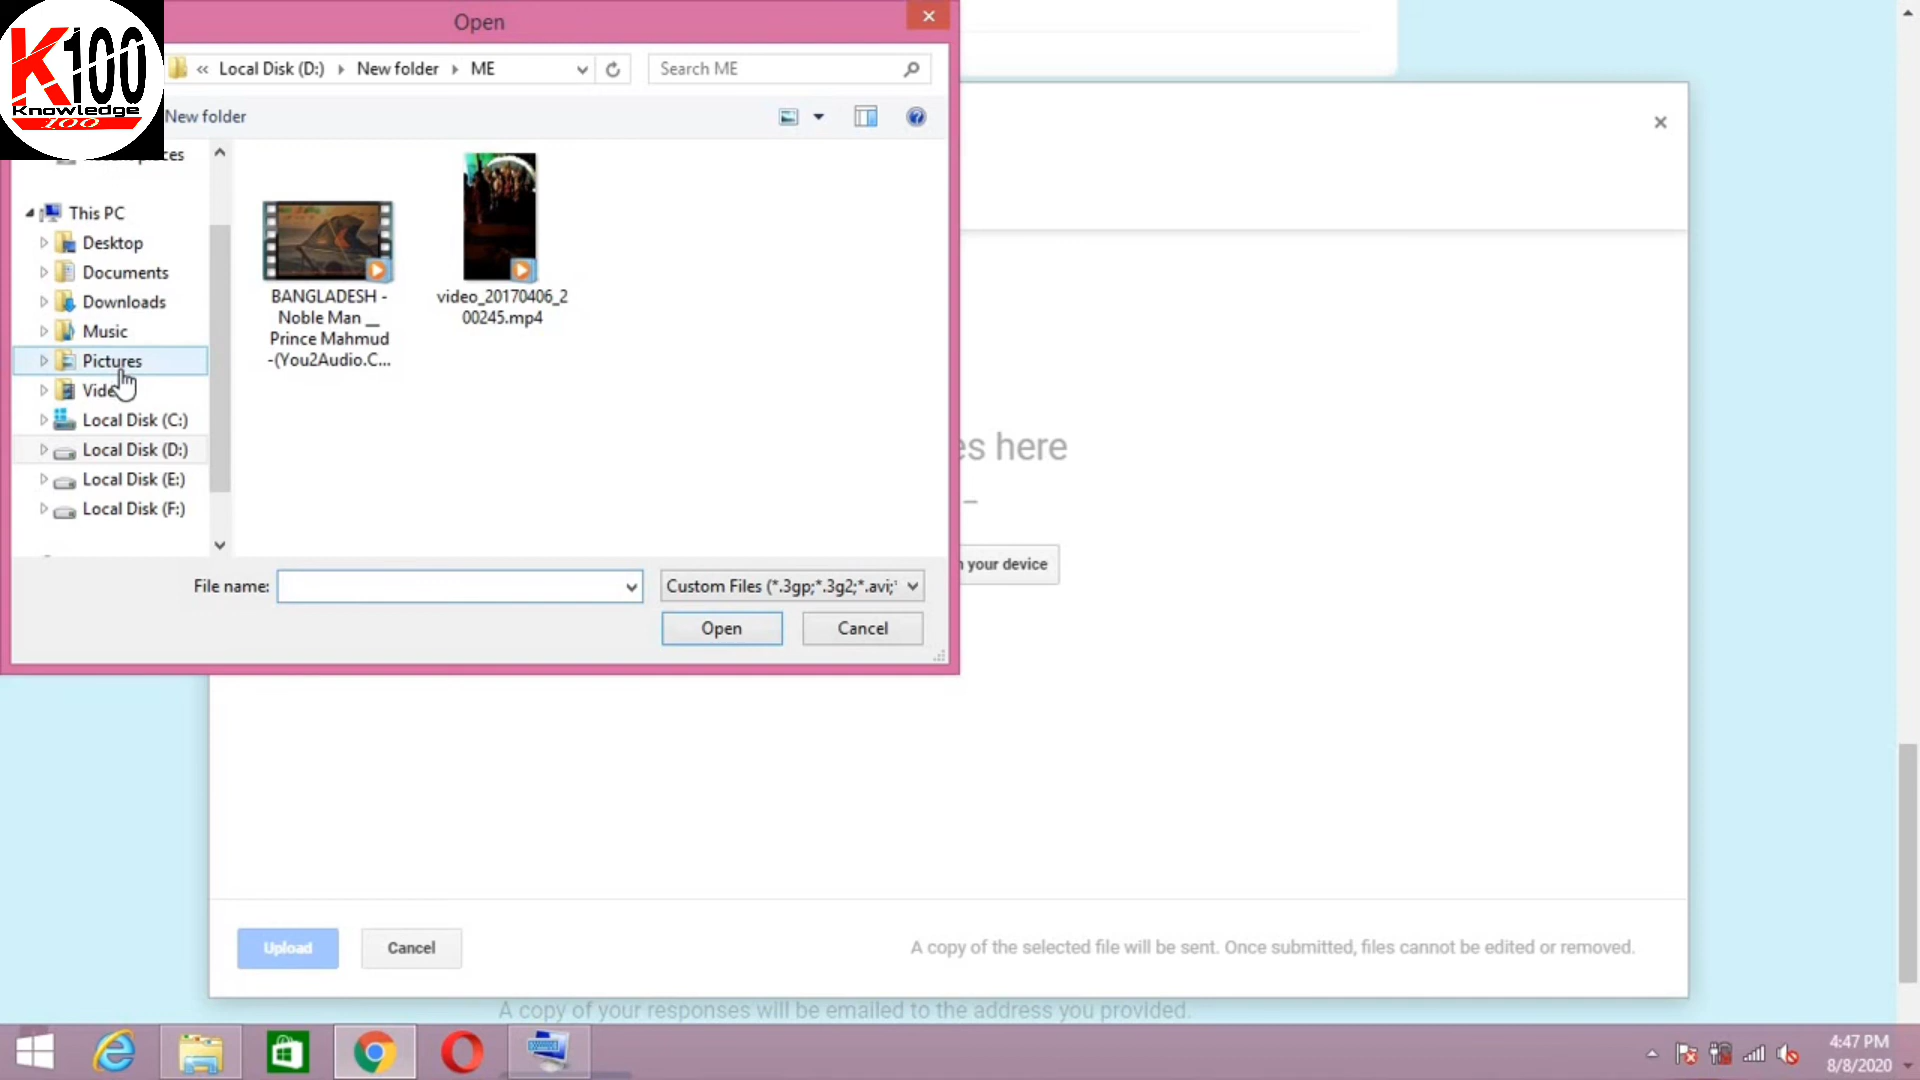 Open
K100
Knowledge
100
« Local Disk (D:) New folder ME
Search ME
New folder
This PC
Desktop
Documents
Downloads
Music
Pictures
Local Disk (C:)
Local Disk (D:)
Local Disk (E:)
Local Disk (F:)
BANGLADESH -
Noble Man __
Prince Mahmud
-(You2Audio.C...
video_20170406_2
00245.mp4
File name:
Custom Files (*.3gp;*.3g2;*.avi;
Open
Cancel
es here
your device
Upload
Cancel
A copy of the selected file will be sent. Once submitted, files cannot be edited or removed.
A copy of your responses will be emailed to the address you provided.
4:47 PM
8/8/2020